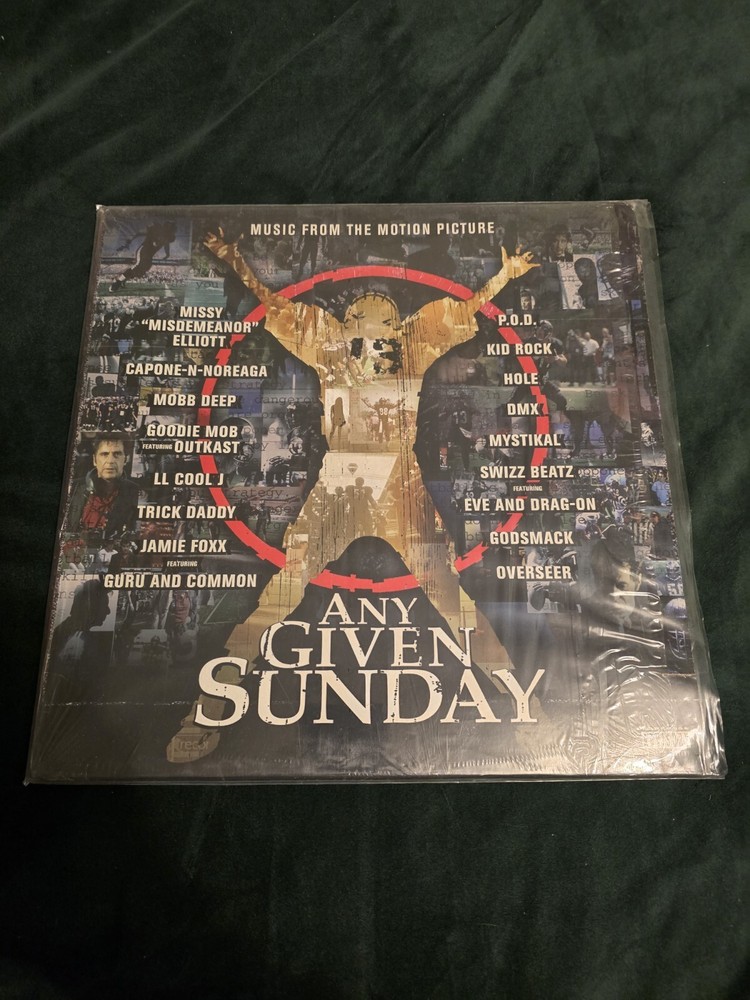 MUSIC FROM THE MOTION PICTURE
MISSY
"MISDEMEANOR"
ELLIOTT
CAPONE-N-NOREAGA
MOBB DEEP
GOODIE MOB
FEATURING OUTKAST
LL COOL J
TRICK DADDY
JAMIE FOXX
FEATURING
GURU AND COMMON
P.O.D.
KID ROCK
HOLE
DMX
MYSTIKAL
SWIZZ BEATZ
FEATURING
EVE AND DRAG-ON
GODSMACK
OVERSEER
13
ANY
GIVEN
SUNDAY